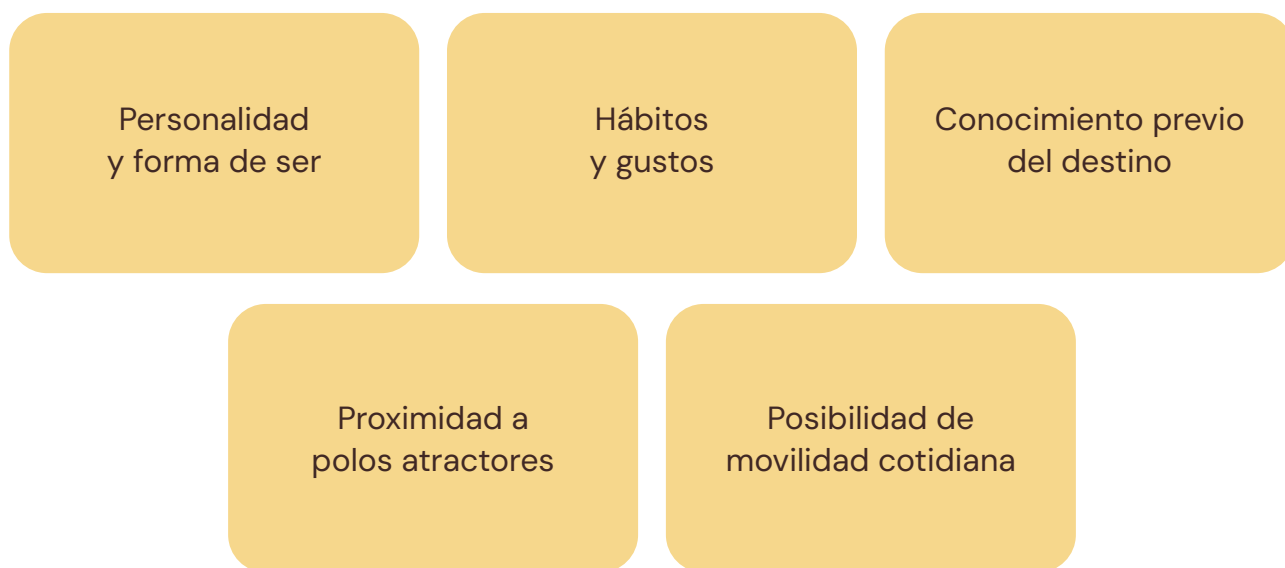 Personalidad
y forma de ser
Hábitos
y gustos
Conocimiento previo
del destino
Proximidad a
polos atractores
Posibilidad de
movilidad cotidiana